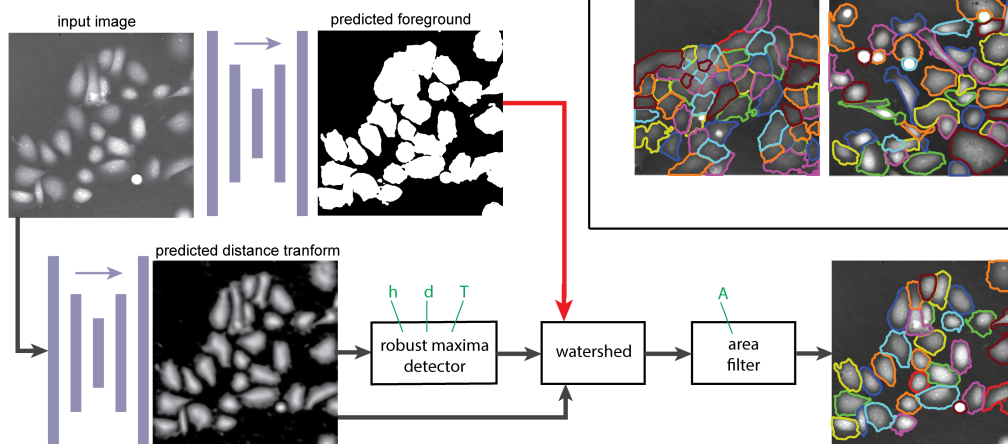 input image
predicted foreground
predicted distance tranform
h d T
robust maxima
detector
watershed
A
area
filter